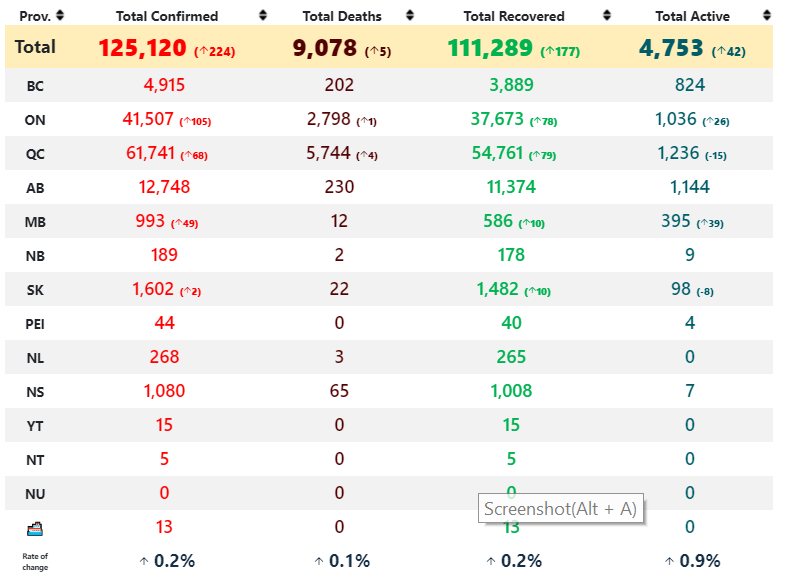 Prov. Total Confirmed Total Deaths Total Recovered Total Active
Total 125,120 (↑224) 9,078 (↑5) 111,289 (↑177) 4,753 (↑42)
BC 4,915 202 3,889 824
ON 41,507 (↑105) 2,798 (↑1) 37,673 (↑78) 1,036 (↑26)
QC 61,741 (↑68) 5,744 (↑4) 54,761 (↑79) 1,236 (-15)
AB 12,748 230 11,374 1,144
MB 993 (↑49) 12 586 (↑10) 395 (↑39)
NB 189 2 178 9
SK 1,602 (↑2) 22 1,482 (↑10) 98 (-8)
PEI 44 0 40 4
NL 268 3 265 0
NS 1,080 65 1,008 7
YT 15 0 15 0
NT 5 0 5 0
NU 0 0 0 0
Screenshot(Alt + A)
13 0 13 0
Rate of
change ↑ 0.2% ↑ 0.1% ↑ 0.2% ↑ 0.9%